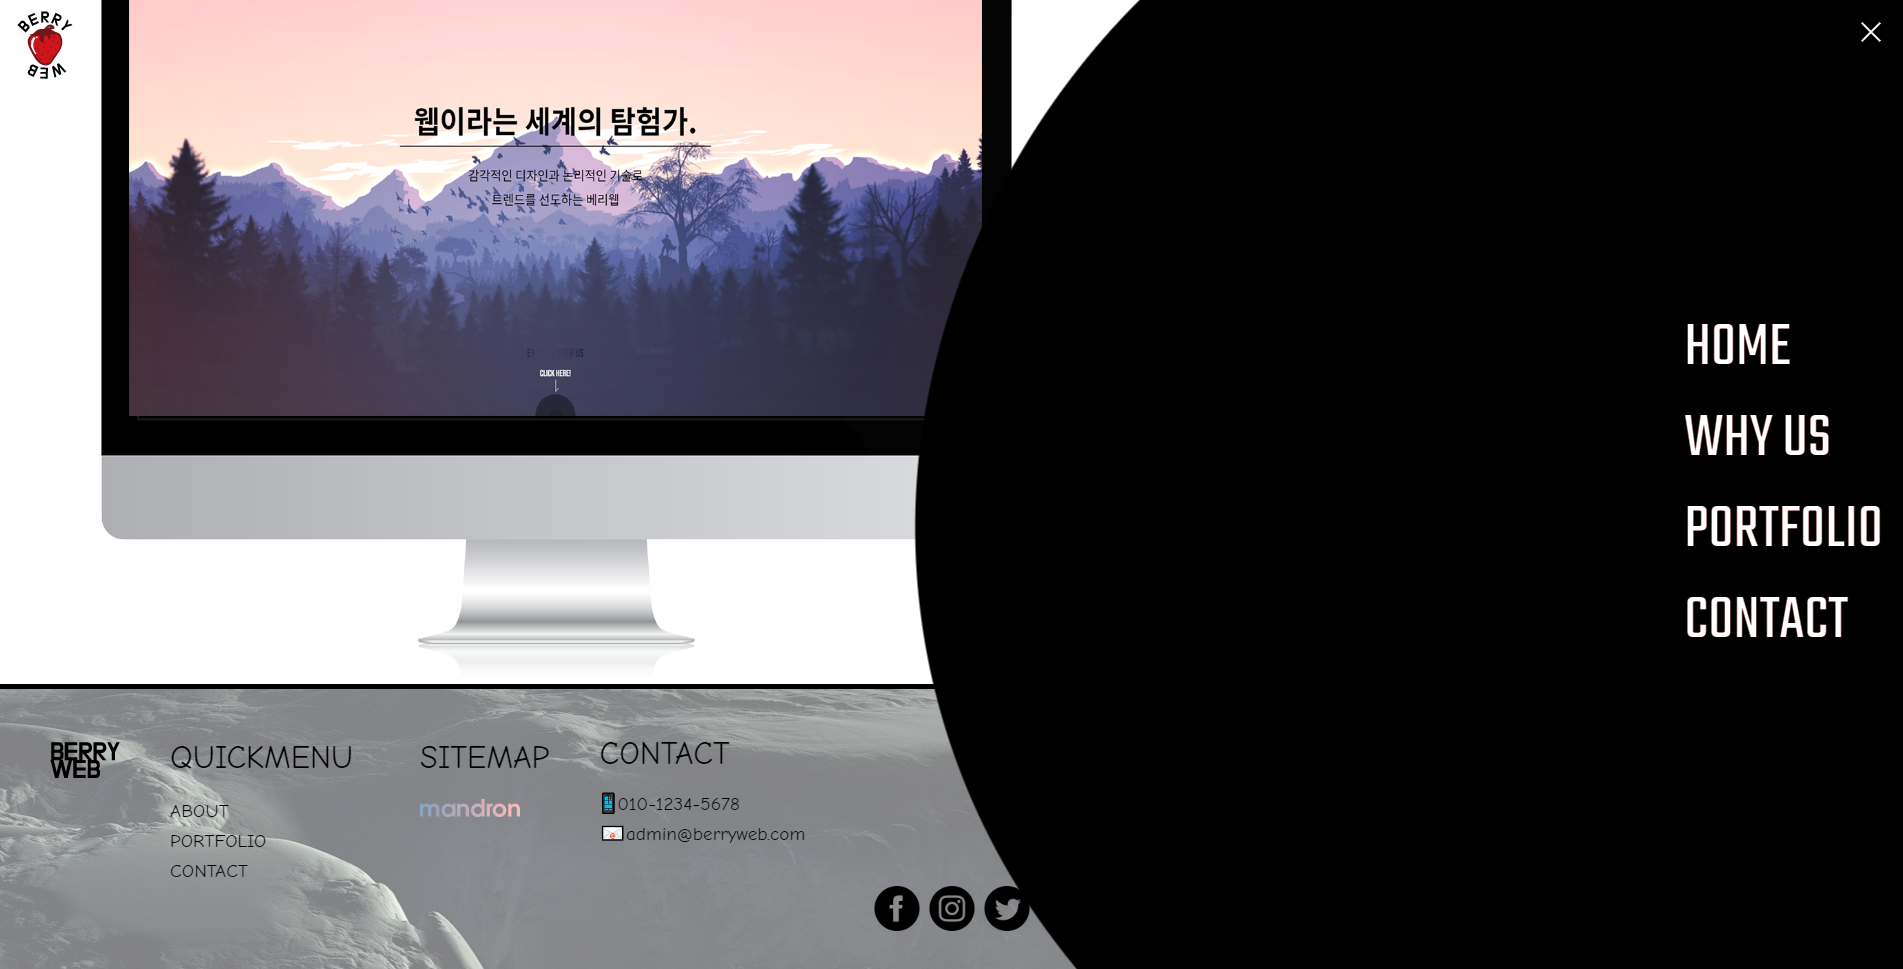 BERRY
WEB
웹이라는 세계의 탐험가.
감각적인 디자인과 논리적인 기술로
트렌드를 선도하는 베리웹
US
CLICK HERE!
HOME
WHY US
PORTFOLIO
CONTACT
BERRY
WEB
QUICKMENU
ABOUT
PORTFOLIO
CONTACT
SITEMAP
mandron
CONTACT
010-1234-5678
admin@berryweb.com